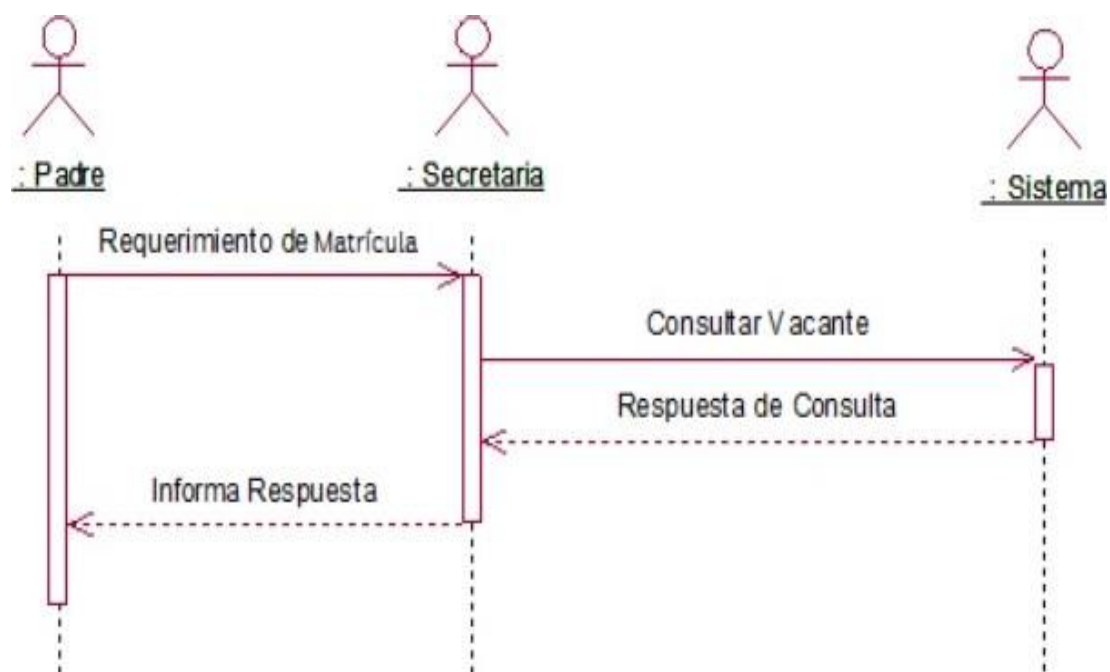 : Padre
: Secretaria
: Sistema
Requerimiento de Matrícula
Consultar Vacante
Respuesta de Consulta
Informa Respuesta